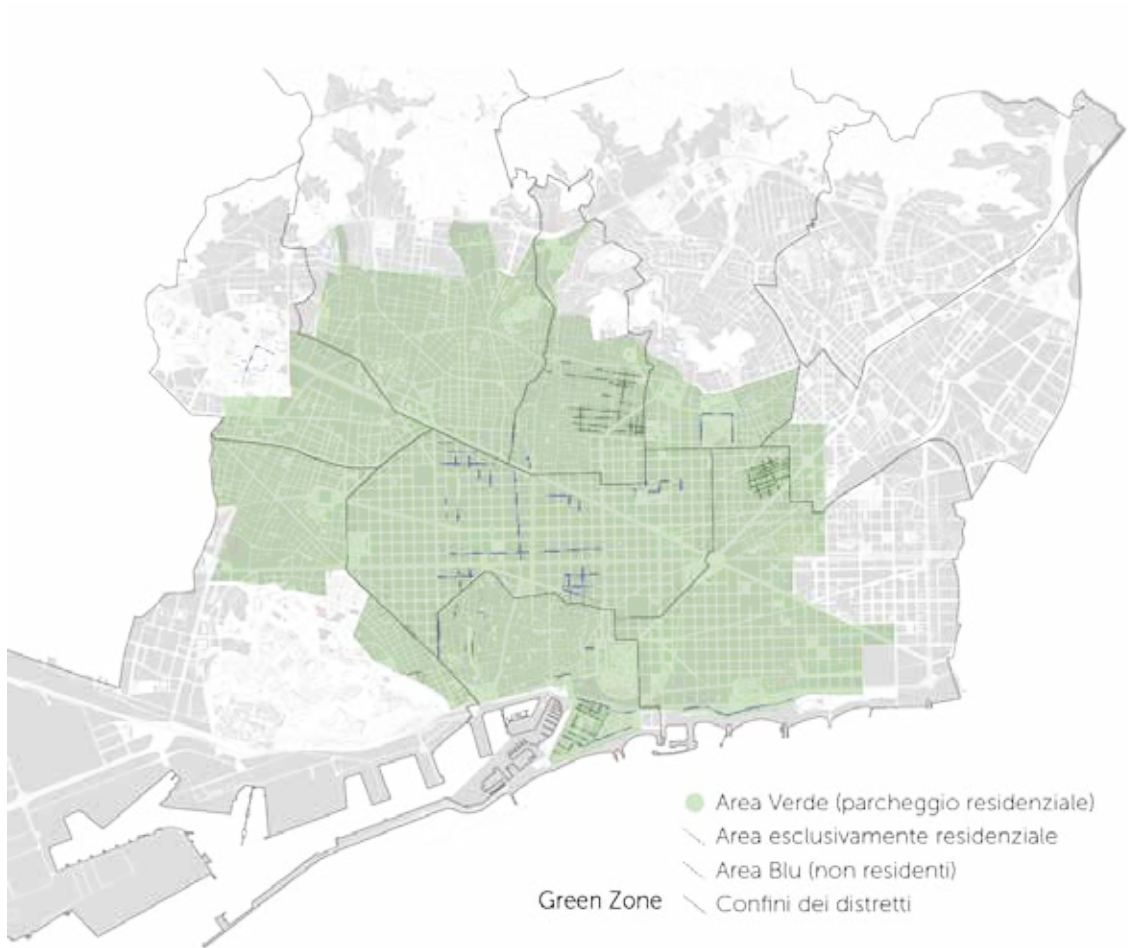 Area Verde (parcheggio residenziale)
Area esclusivamente residenziale
Area Blu (non residenti)
Green Zone
Confini dei distretti